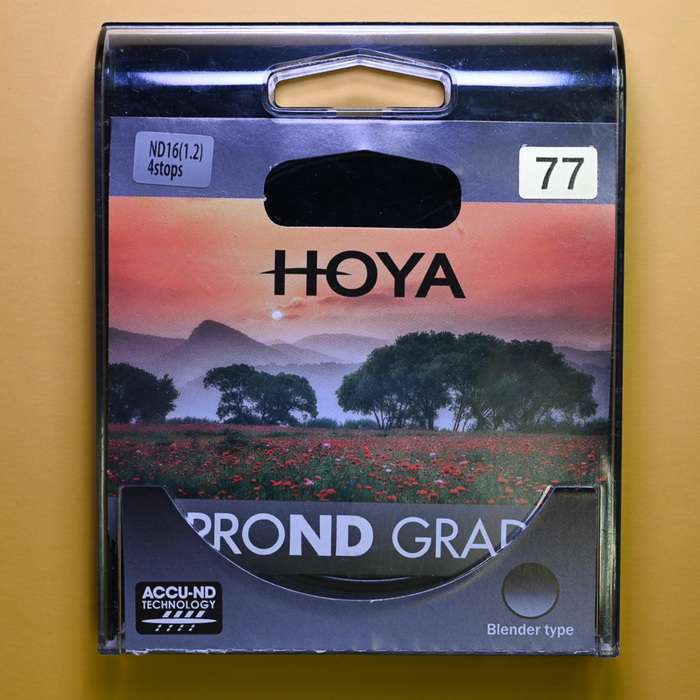 ND16(1.2)
4stops
77
HOYA
PROND GRAD
ACCU-ND
TECHNOLOGY
Blender type